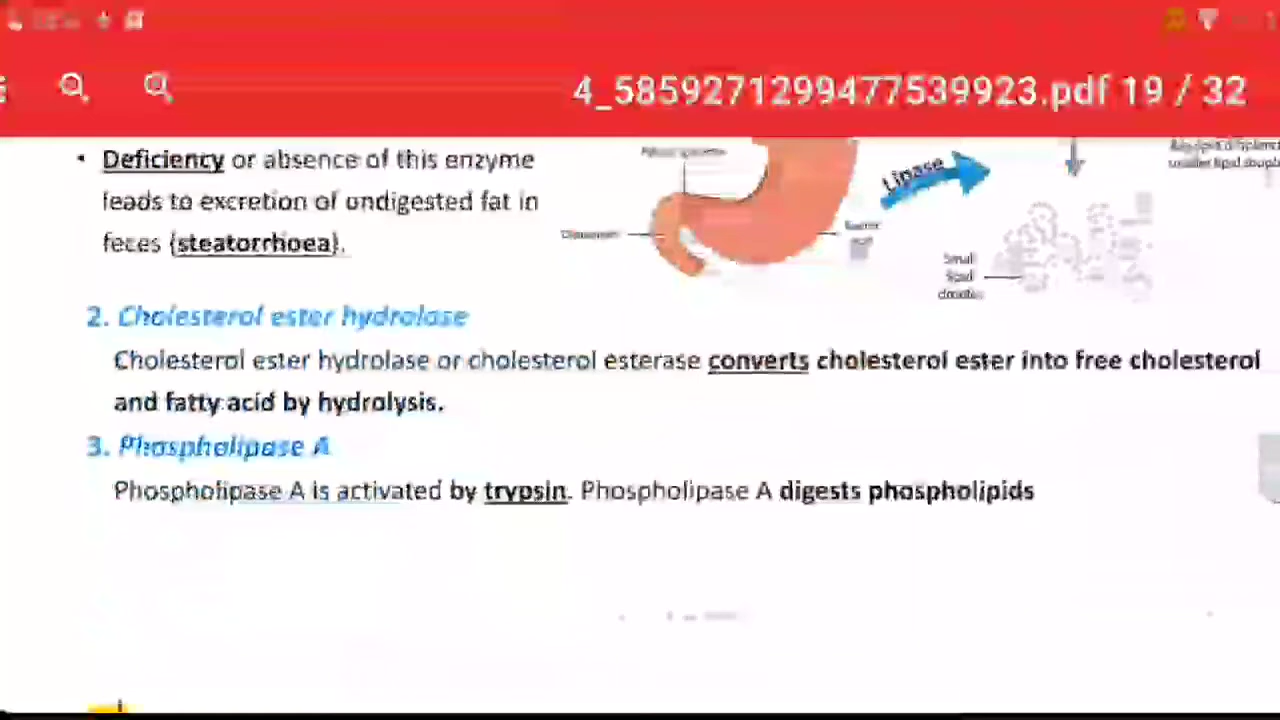 4_5859271299477539923.pdf 19 / 32
• Deficiency or absence of this enzyme
leads to excretion of undigested fat in
feces (steatorrhoea).
Lipase
Small
lipid
2. Cholesterol ester hydrolase
Cholesterol ester hydrolase or cholesterol esterase converts cholesterol ester into free cholesterol
and fatty acid by hydrolysis.
3. Phospholipase A
Phospholipase A is activated by trypsin. Phospholipase A digests phospholipids